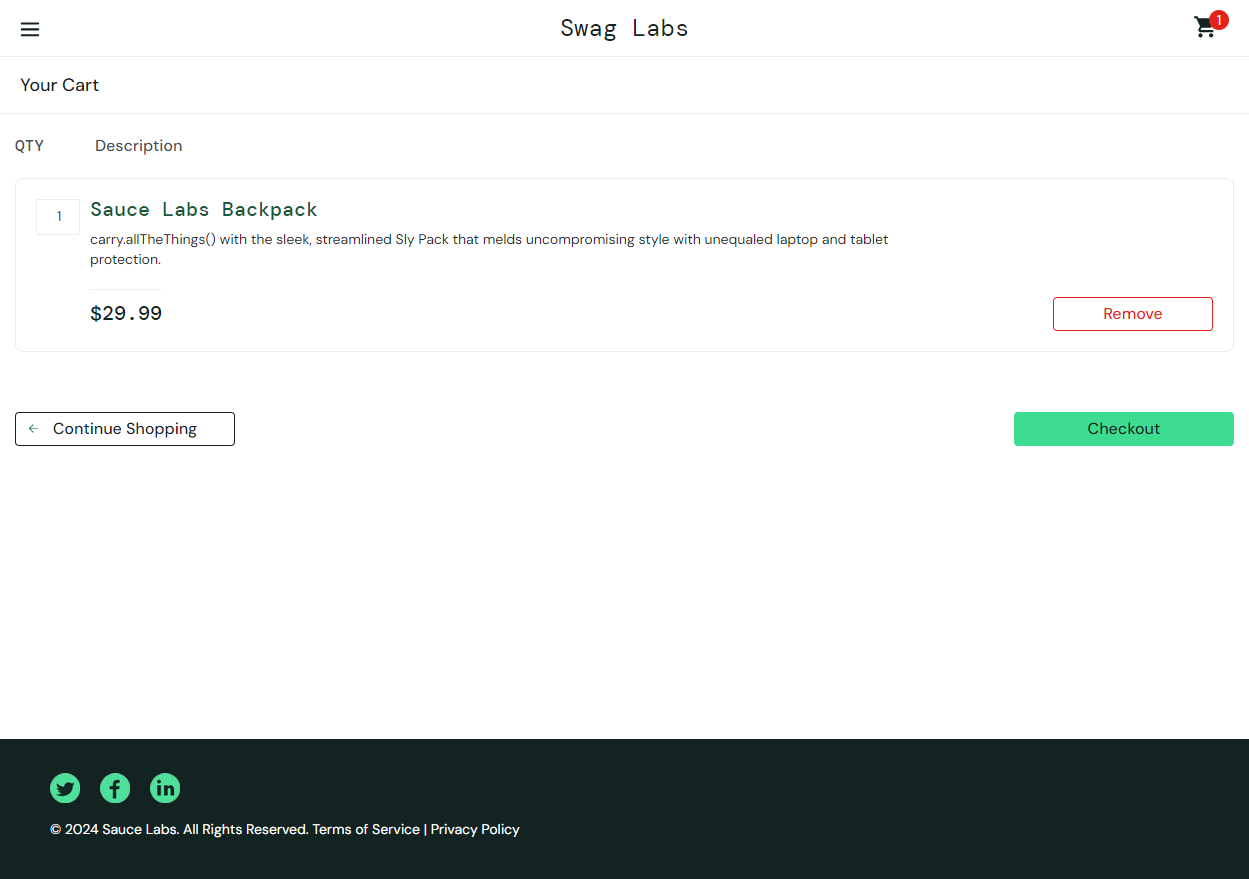 Swag Labs
1
Your Cart
QTY Description
1
Sauce Labs Backpack
carry.allTheThings() with the sleek, streamlined Sly Pack that melds uncompromising style with unequaled laptop and tablet
protection.
$29.99
Remove
Continue Shopping
Checkout
© 2024 Sauce Labs. All Rights Reserved. Terms of Service | Privacy Policy